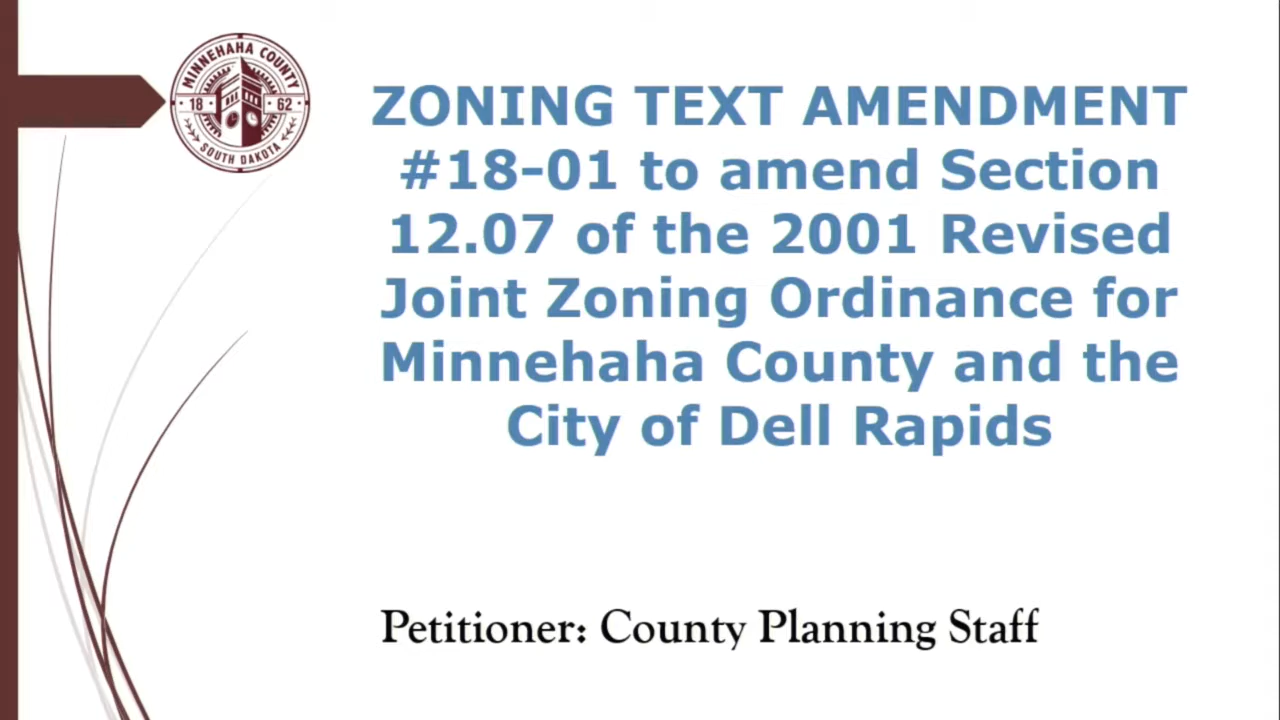 MINNEHAHA COUNTY
18 62
SOUTH DAKOTA
ZONING TEXT AMENDMENT
#18-01 to amend Section
12.07 of the 2001 Revised
Joint Zoning Ordinance for
Minnehaha County and the
City of Dell Rapids
Petitioner: County Planning Staff